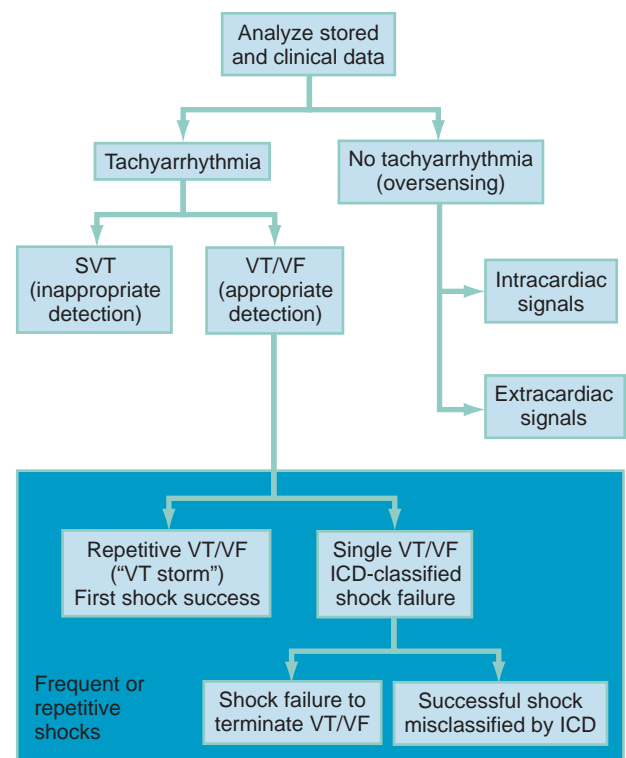 Analyze stored
and clinical data
Tachyarrhythmia
No tachyarrhythmia
(oversensing)
SVT
(inappropriate
detection)
VT/VF
(appropriate
detection)
Intracardiac
signals
Extracardiac
signals
Repetitive VT/VF
(“VT storm”)
First shock success
Single VT/VF
ICD-classified
shock failure
Frequent or
repetitive
shocks
Shock failure to
terminate VT/VF
Successful shock
misclassified by ICD